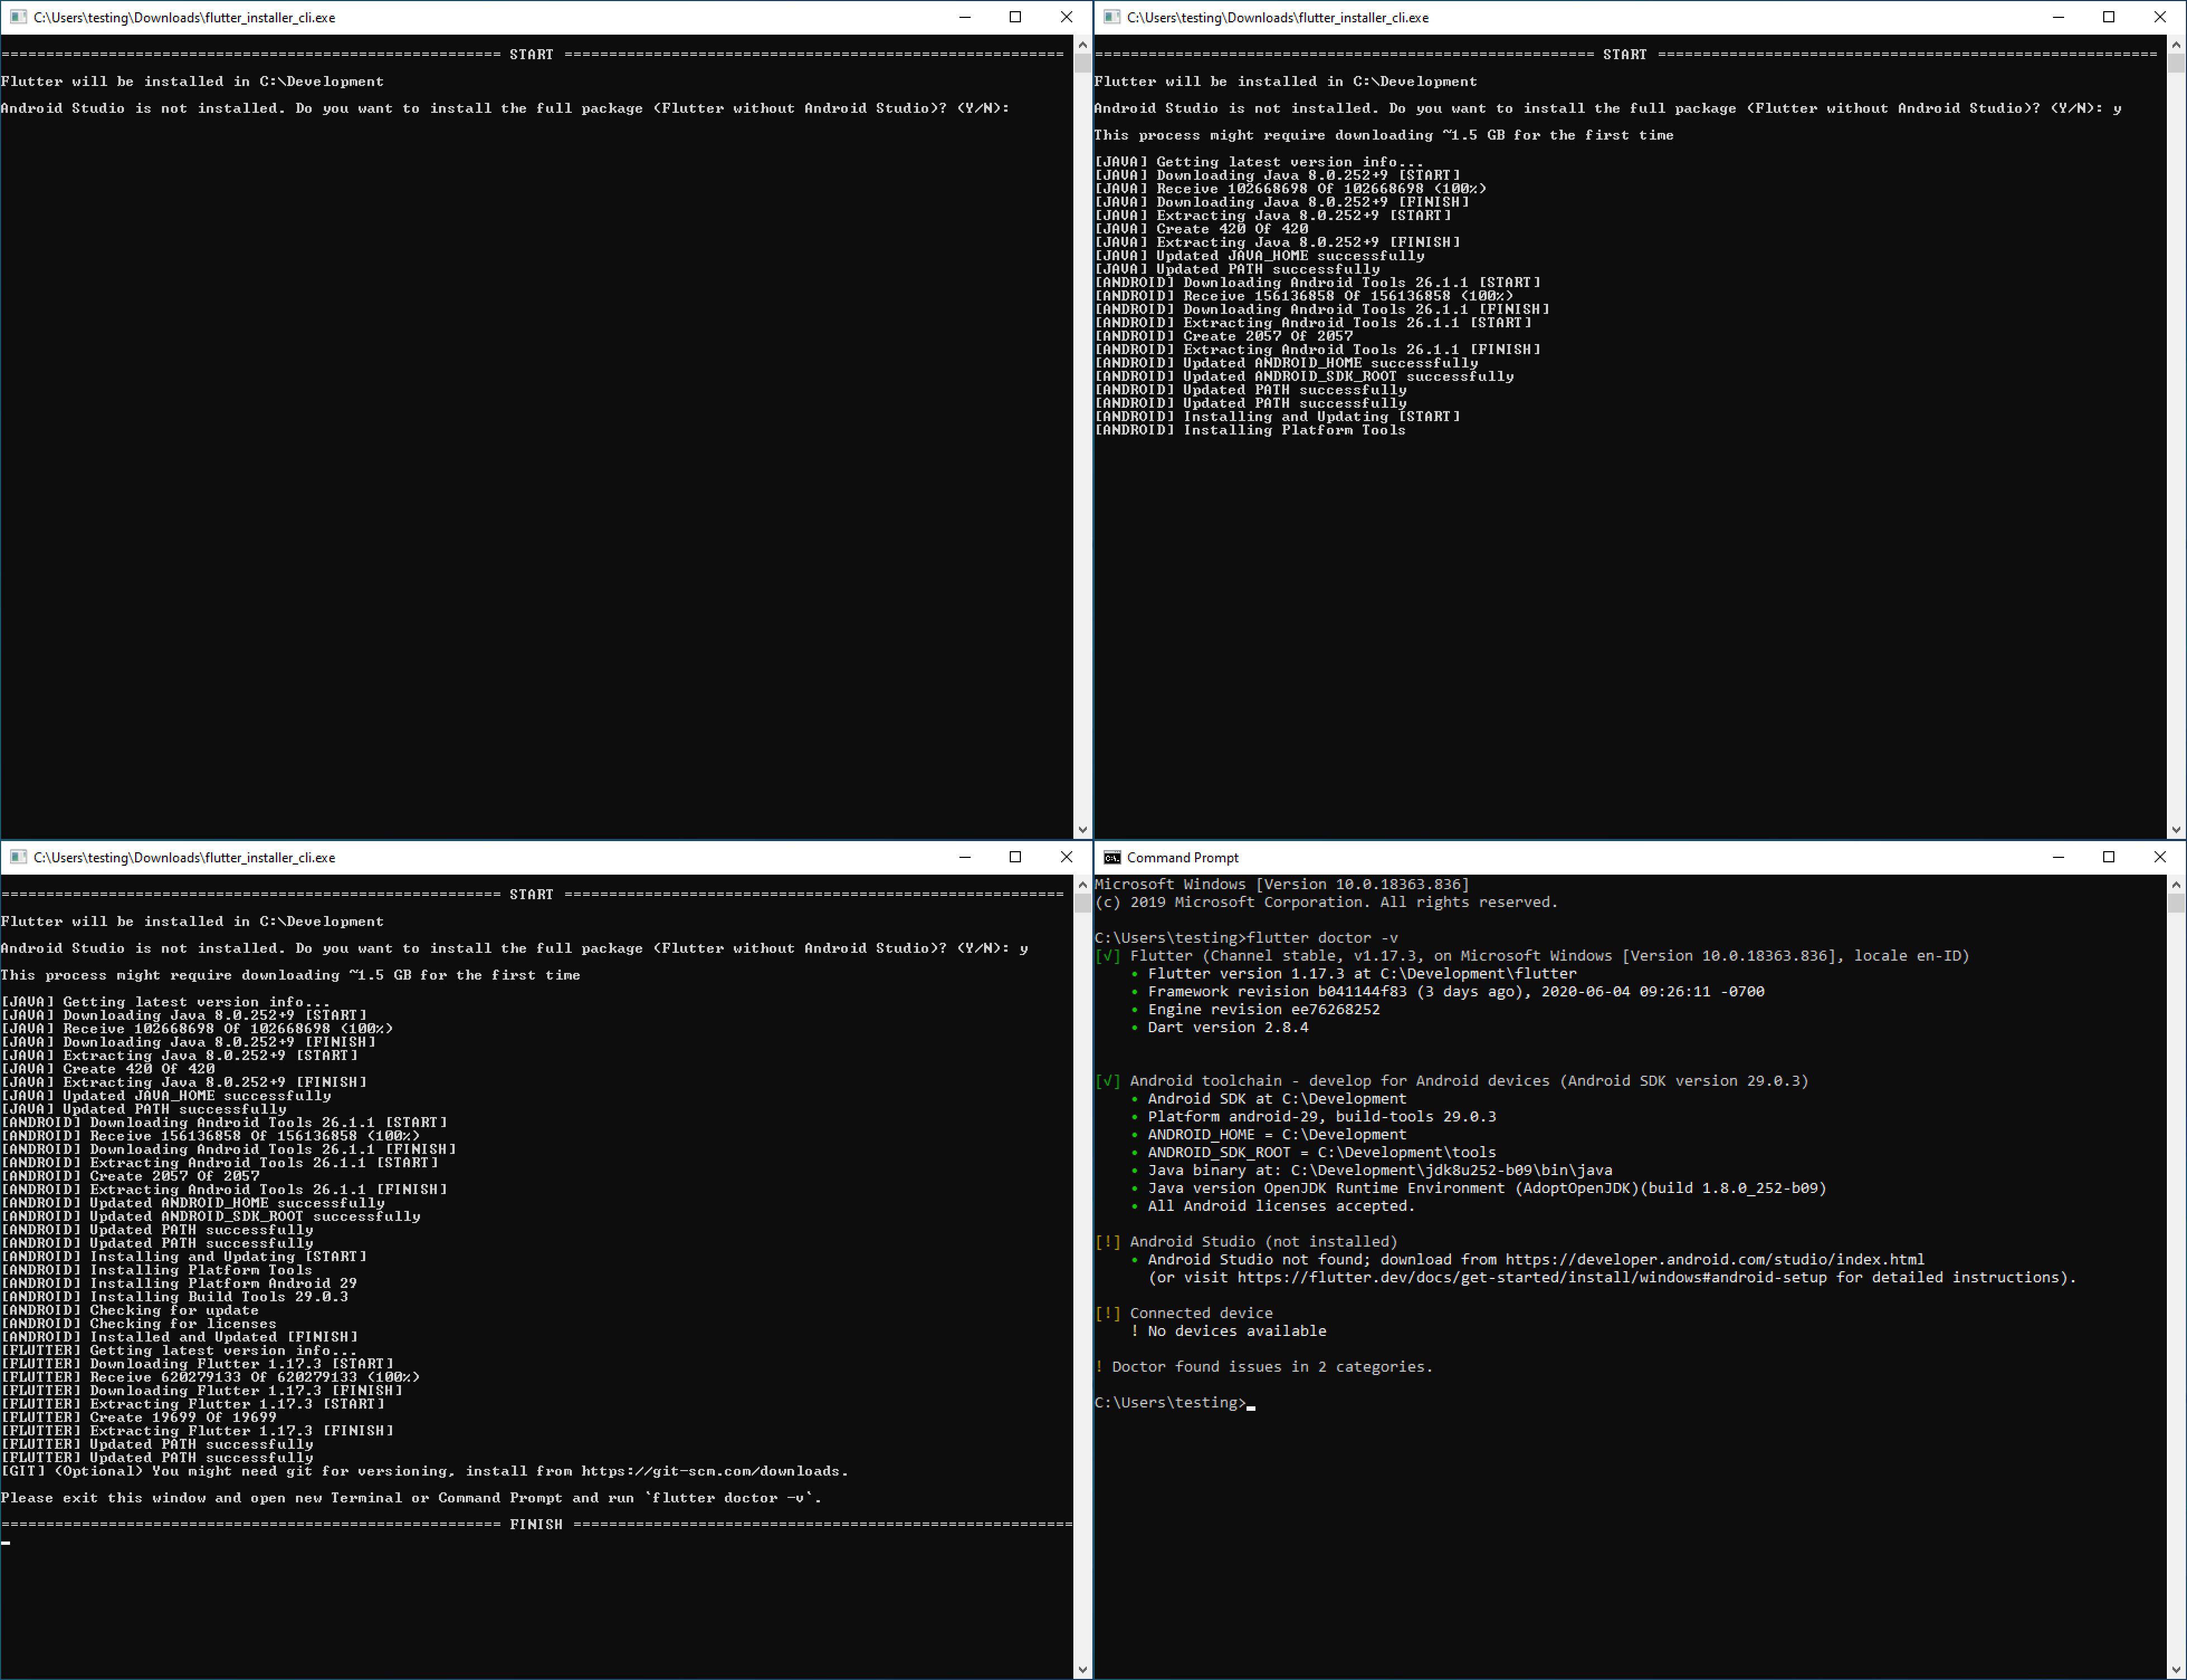 C:\Users\testing\Downloads\flutter_installer_cli.exe
======================================================== START ========================================================
Flutter will be installed in C:\Development
Android Studio is not installed. Do you want to install the full package (Flutter without Android Studio)? (Y/N):
C:\Users\testing\Downloads\flutter_installer_cli.exe
======================================================== START ========================================================
Flutter will be installed in C:\Development
Android Studio is not installed. Do you want to install the full package (Flutter without Android Studio)? (Y/N): y
This process might require downloading ~1.5 GB for the first time
[JAVA] Getting latest version info...
[JAVA] Downloading Java 8.0.252+9 [START]
[JAVA] Receive 102668698 Of 102668698 (100%)
[JAVA] Downloading Java 8.0.252+9 [FINISH]
[JAVA] Extracting Java 8.0.252+9 [START]
[JAVA] Create 420 Of 420
[JAVA] Extracting Java 8.0.252+9 [FINISH]
[JAVA] Updated JAVA_HOME successfully
[JAVA] Updated PATH successfully
[ANDROID] Downloading Android Tools 26.1.1 [START]
[ANDROID] Receive 156136858 Of 156136858 (100%)
[ANDROID] Downloading Android Tools 26.1.1 [FINISH]
[ANDROID] Extracting Android Tools 26.1.1 [START]
[ANDROID] Create 2057 Of 2057
[ANDROID] Extracting Android Tools 26.1.1 [FINISH]
[ANDROID] Updated ANDROID_HOME successfully
[ANDROID] Updated ANDROID_SDK_ROOT successfully
[ANDROID] Updated PATH successfully
[ANDROID] Updated PATH successfully
[ANDROID] Installing and Updating [START]
[ANDROID] Installing Platform Tools
C:\Users\testing\Downloads\flutter_installer_cli.exe
======================================================== START ========================================================
Flutter will be installed in C:\Development
Android Studio is not installed. Do you want to install the full package (Flutter without Android Studio)? (Y/N): y
This process might require downloading ~1.5 GB for the first time
[JAVA] Getting latest version info...
[JAVA] Downloading Java 8.0.252+9 [START]
[JAVA] Receive 102668698 Of 102668698 (100%)
[JAVA] Downloading Java 8.0.252+9 [FINISH]
[JAVA] Extracting Java 8.0.252+9 [START]
[JAVA] Create 420 Of 420
[JAVA] Extracting Java 8.0.252+9 [FINISH]
[JAVA] Updated JAVA_HOME successfully
[JAVA] Updated PATH successfully
[ANDROID] Downloading Android Tools 26.1.1 [START]
[ANDROID] Receive 156136858 Of 156136858 (100%)
[ANDROID] Downloading Android Tools 26.1.1 [FINISH]
[ANDROID] Extracting Android Tools 26.1.1 [START]
[ANDROID] Create 2057 Of 2057
[ANDROID] Extracting Android Tools 26.1.1 [FINISH]
[ANDROID] Updated ANDROID_HOME successfully
[ANDROID] Updated ANDROID_SDK_ROOT successfully
[ANDROID] Updated PATH successfully
[ANDROID] Updated PATH successfully
[ANDROID] Installing and Updating [START]
[ANDROID] Installing Platform Tools
[ANDROID] Installing Platform Android 29
[ANDROID] Installing Build Tools 29.0.3
[ANDROID] Checking for update
[ANDROID] Checking for licenses
[ANDROID] Installed and Updated [FINISH]
[FLUTTER] Getting latest version info...
[FLUTTER] Downloading Flutter 1.17.3 [START]
[FLUTTER] Receive 620279133 Of 620279133 (100%)
[FLUTTER] Downloading Flutter 1.17.3 [FINISH]
[FLUTTER] Extracting Flutter 1.17.3 [START]
[FLUTTER] Create 19699 Of 19699
[FLUTTER] Extracting Flutter 1.17.3 [FINISH]
[FLUTTER] Updated PATH successfully
[FLUTTER] Updated PATH successfully
[GIT] (Optional) You might need git for versioning, install from https://git-scm.com/downloads.
Please exit this window and open new Terminal or Command Prompt and run `flutter doctor -v`.
======================================================== FINISH ========================================================
Command Prompt
Microsoft Windows [Version 10.0.18363.836]
(c) 2019 Microsoft Corporation. All rights reserved.
C:\Users\testing>flutter doctor -v
[√] Flutter (Channel stable, v1.17.3, on Microsoft Windows [Version 10.0.18363.836], locale en-ID)
• Flutter version 1.17.3 at C:\Development\flutter
• Framework revision b041144f83 (3 days ago), 2020-06-04 09:26:11 -0700
• Engine revision ee76268252
• Dart version 2.8.4
[√] Android toolchain - develop for Android devices (Android SDK version 29.0.3)
• Android SDK at C:\Development
• Platform android-29, build-tools 29.0.3
• ANDROID_HOME = C:\Development
• ANDROID_SDK_ROOT = C:\Development\tools
• Java binary at: C:\Development\jdk8u252-b09\bin\java
• Java version OpenJDK Runtime Environment (AdoptOpenJDK)(build 1.8.0_252-b09)
• All Android licenses accepted.
[!] Android Studio (not installed)
• Android Studio not found; download from https://developer.android.com/studio/index.html
(or visit https://flutter.dev/docs/get-started/install/windows#android-setup for detailed instructions).
[!] Connected device
! No devices available
! Doctor found issues in 2 categories.
C:\Users\testing>